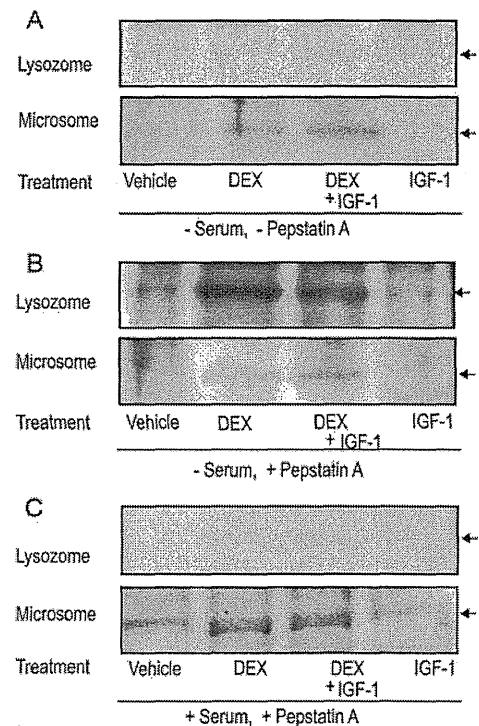 A
Lysozome
Microsome
Treatment Vehicle DEX DEX + IGF-1 IGF-1
- Serum, - Pepstatin A
B
Lysozome
Microsome
Treatment Vehicle DEX DEX + IGF-1 IGF-1
- Serum, + Pepstatin A
C
Lysozome
Microsome
Treatment Vehicle DEX DEX + IGF-1 IGF-1
+ Serum, + Pepstatin A